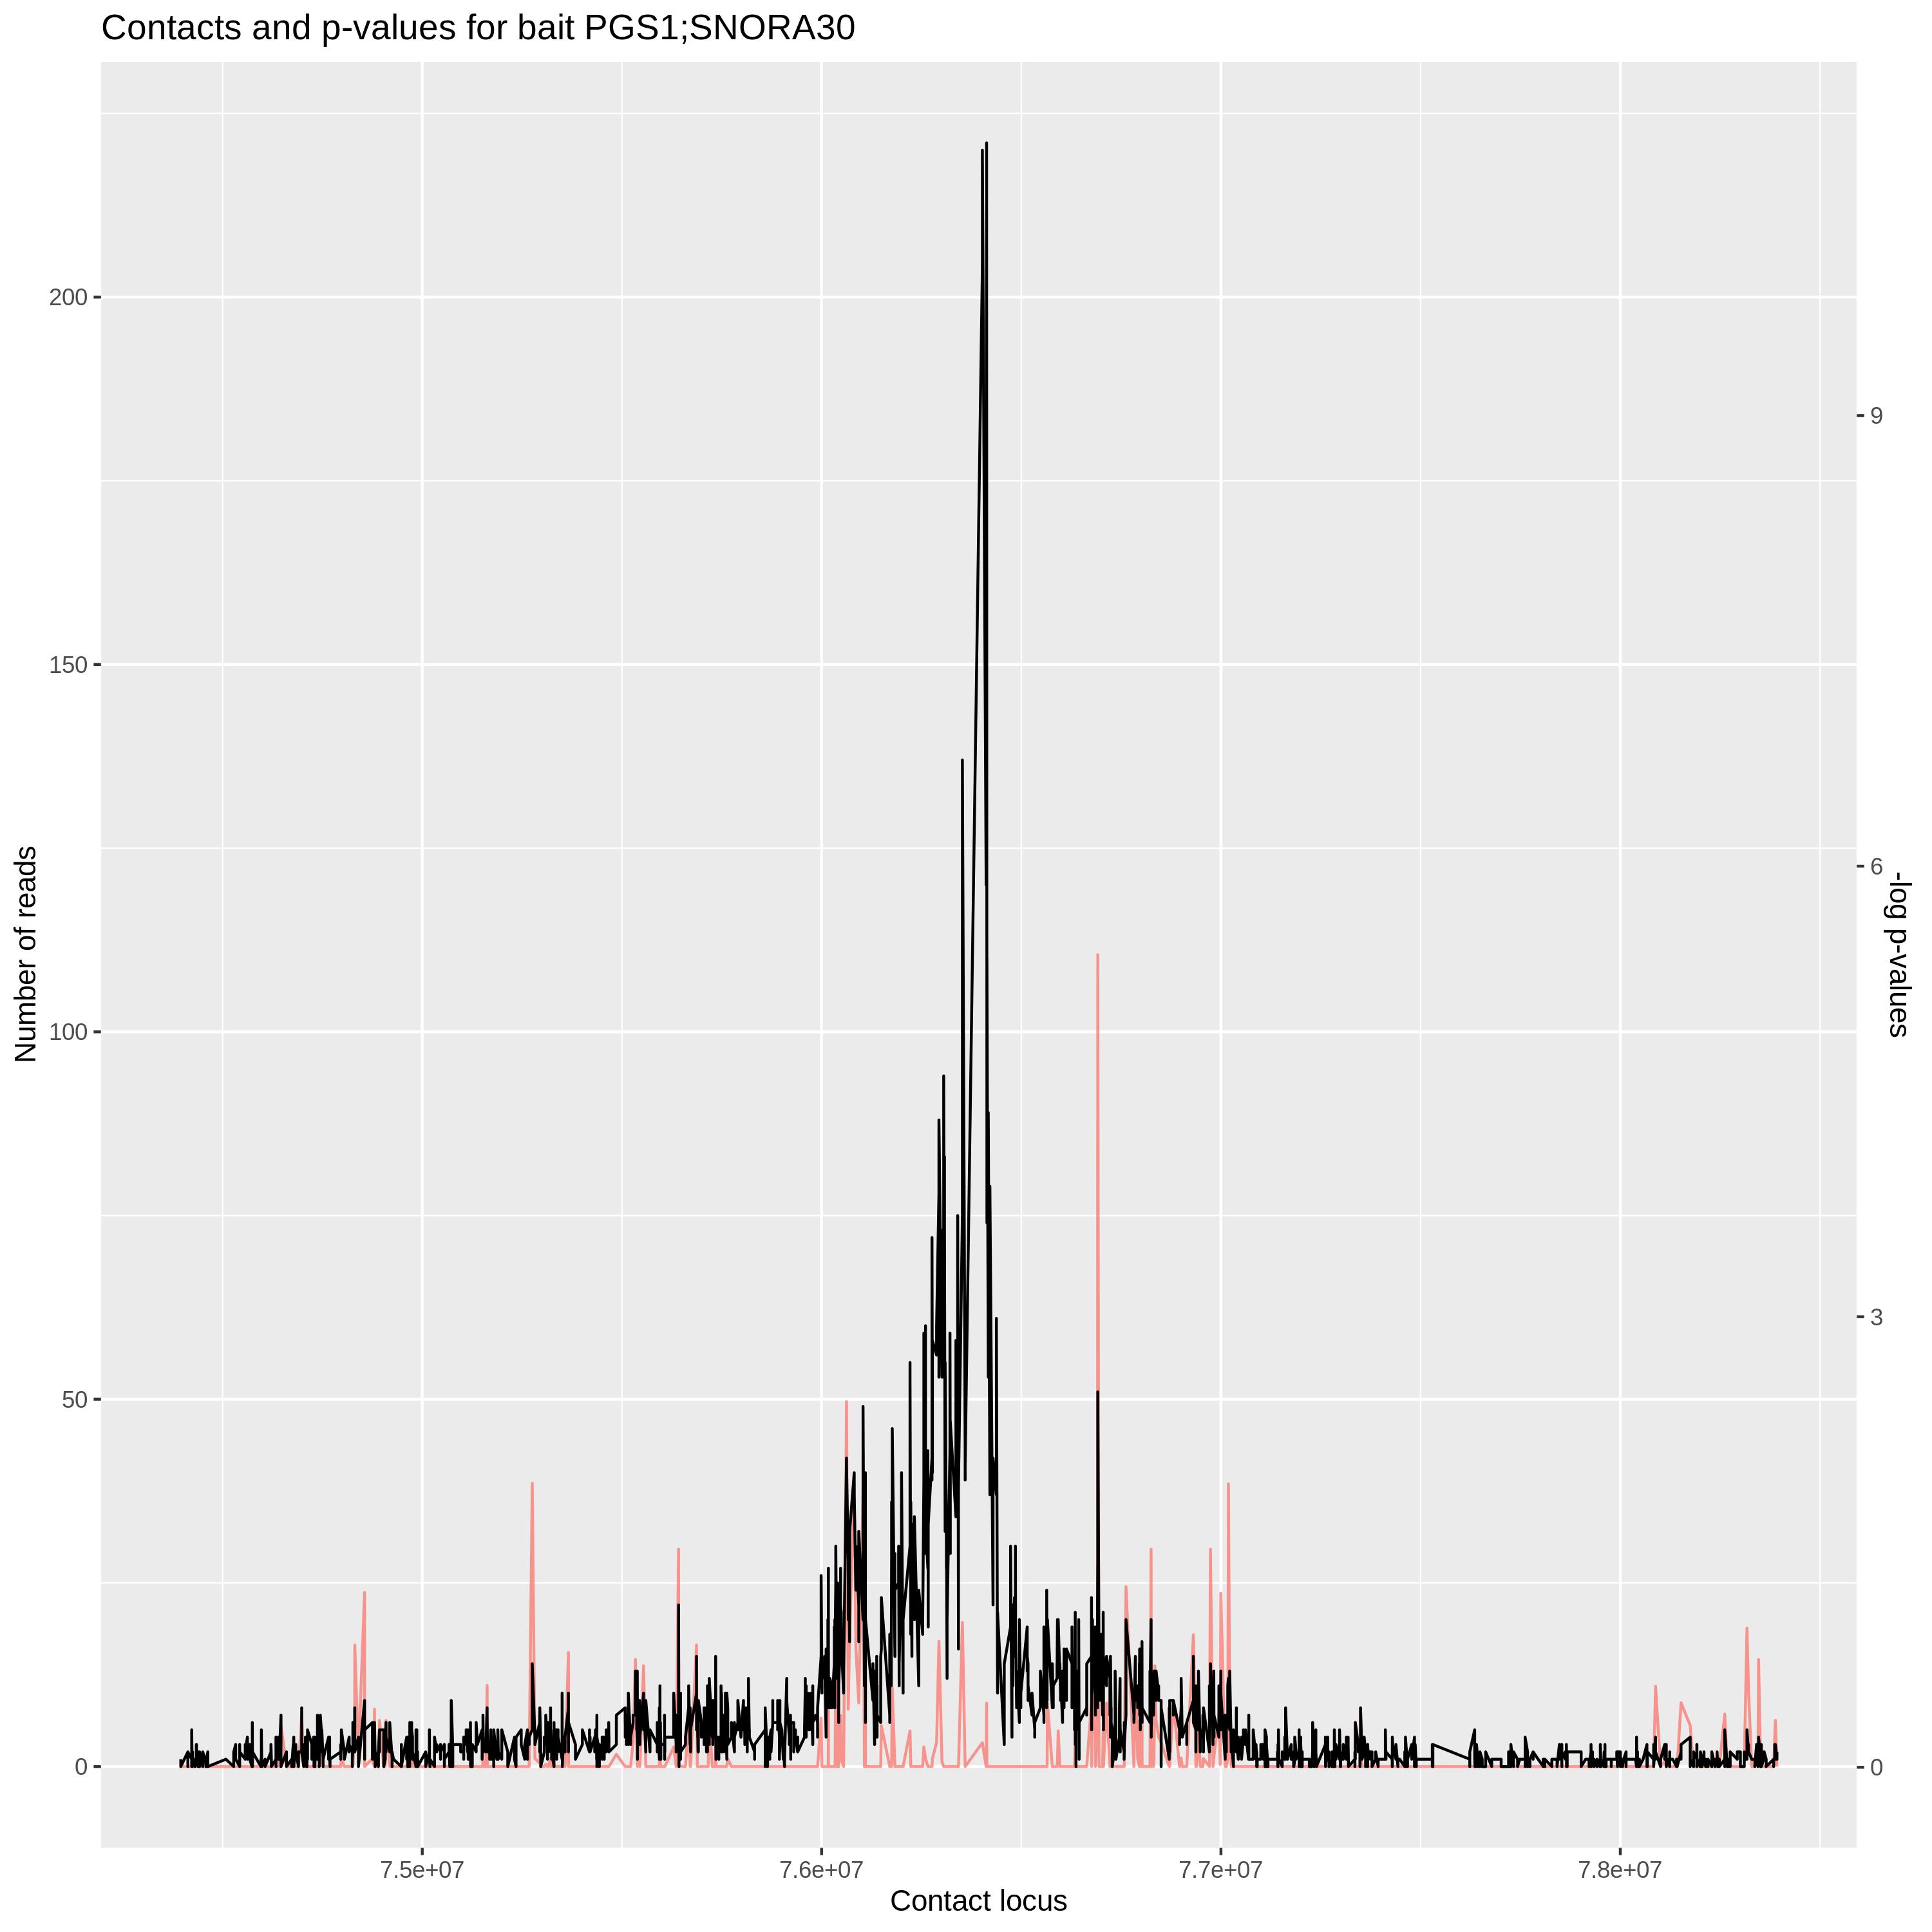 Contacts and p-values for bait PGS1;SNORA30
200
150
100
50
0
Number of reads
9
6
3
0
-log p-values
7.5e+07
7.6e+07
7.7e+07
7.8e+07
Contact locus